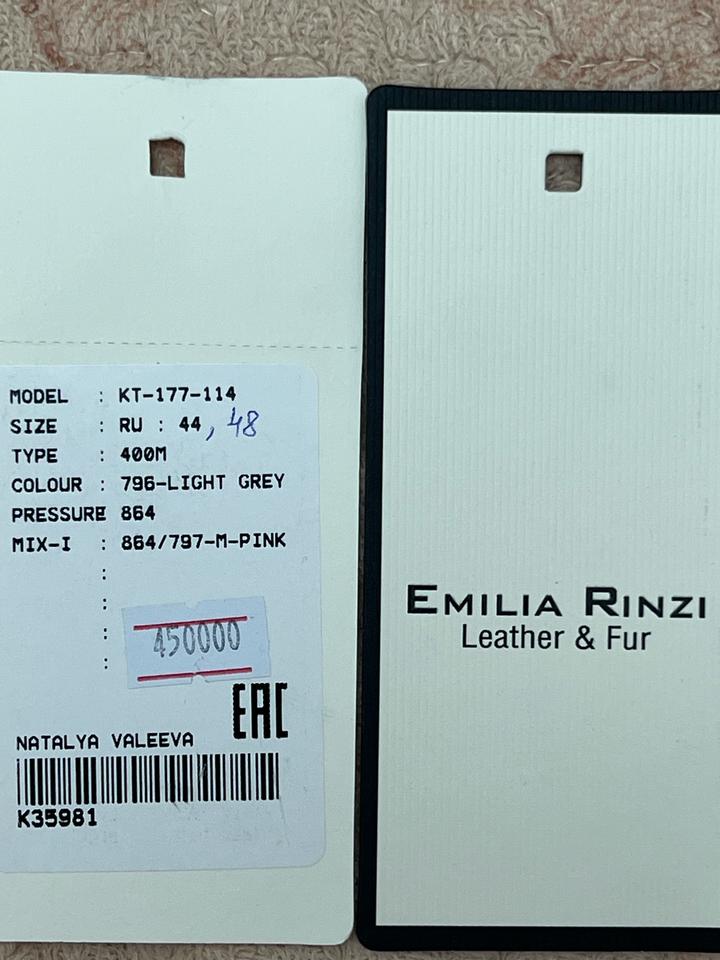 MODEL : KT-177-114
SIZE : RU : 44, 48
TYPE : 400M
COLOUR : 796-LIGHT GREY
PRESSURE 864
MIX-I : 864/797-M-PINK
:
:
:
:
450000
EAC
NATALYA VALEEVA
K35981
EMILIA RINZI
Leather & Fur